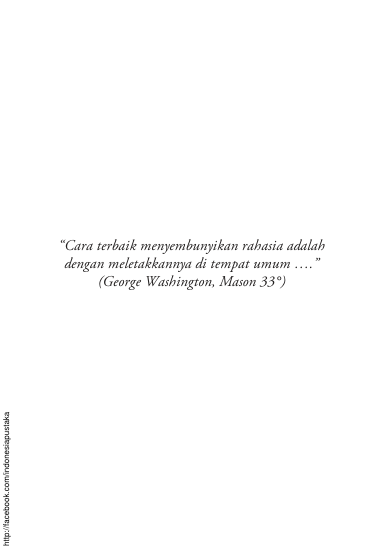 “Cara terbaik menyembunyikan rahasia adalah
dengan meletakkannya di tempat umum ….”
(George Washington, Mason 33°)
http://facebook.com/indonesiapustaka